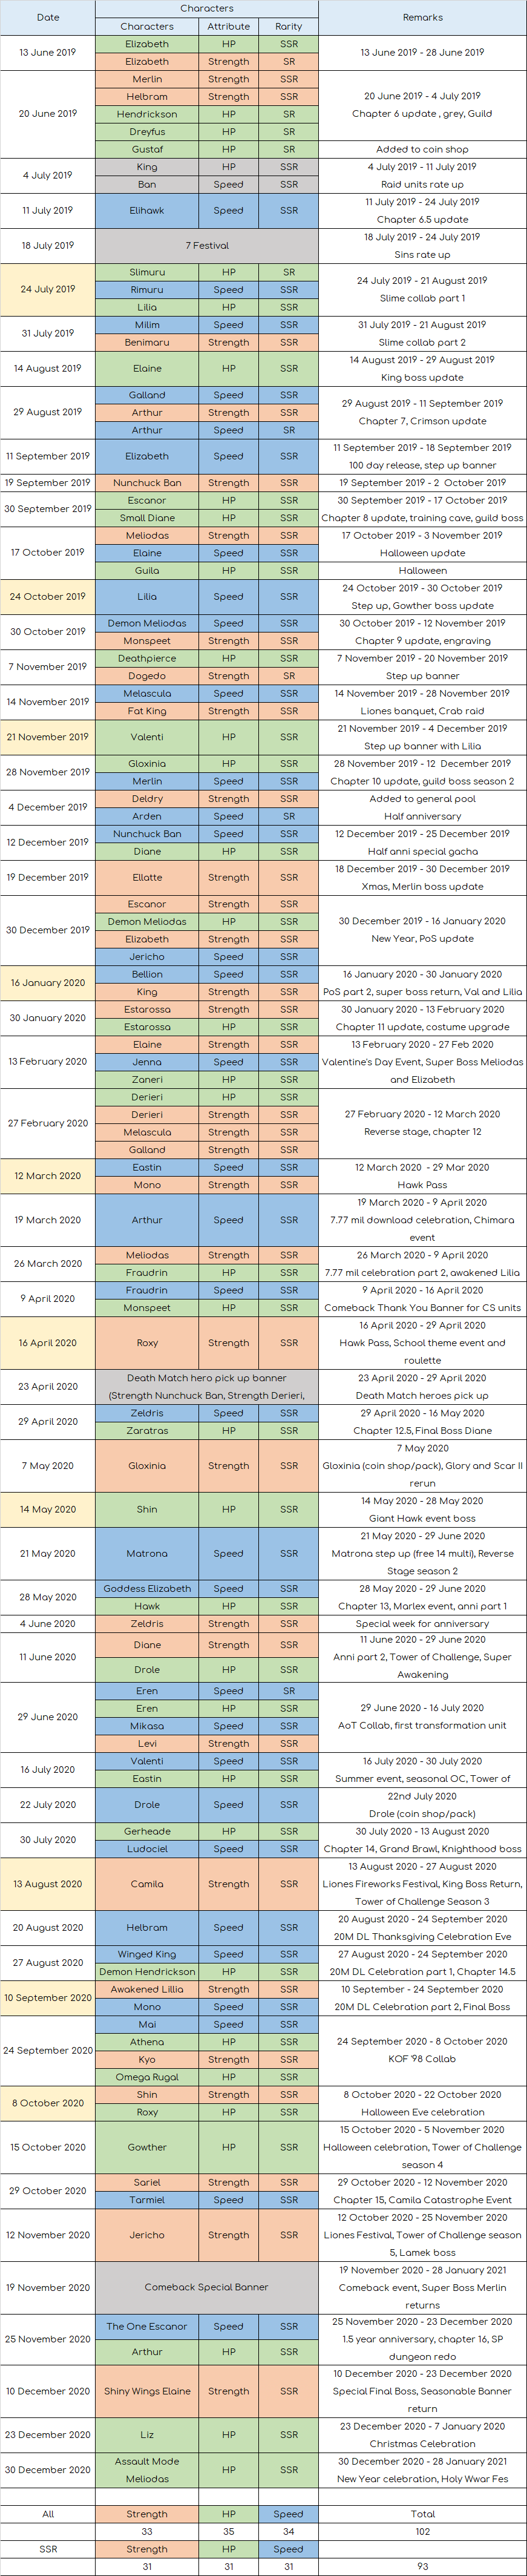 Date Characters Remarks
Characters Attribute Rarity
13 June 2019 Elizabeth HP SSR 13 June 2019 - 28 June 2019
Elizabeth Strength SR
20 June 2019 Merlin Strength SSR 20 June 2019 - 4 July 2019
Helbram Strength SSR Chapter 6 update , grey, Guild
Hendrickson HP SR
Dreyfus HP SR
Gustaf HP SR Added to coin shop
4 July 2019 King HP SSR 4 July 2019 - 11 July 2019
Ban Speed SSR Raid units rate up
11 July 2019 Elihawk Speed SSR 11 July 2019 - 24 July 2019
Chapter 6.5 update
18 July 2019 7 Festival 18 July 2019 - 24 July 2019
Sins rate up
24 July 2019 Slimuru HP SR 24 July 2019 - 21 August 2019
Rimuru Speed SSR Slime collab part 1
Lilia HP SSR
31 July 2019 Milim Speed SSR 31 July 2019 - 21 August 2019
Benimaru Strength SSR Slime collab part 2
14 August 2019 Elaine HP SSR 14 August 2019 - 29 August 2019
King boss update
29 August 2019 Galland Speed SSR 29 August 2019 - 11 September 2019
Arthur Strength SSR Chapter 7, Crimson update
Arthur Speed SR
11 September 2019 Elizabeth Speed SSR 11 September 2019 - 18 September 2019
100 day release, step up banner
19 September 2019 Nunchuck Ban Strength SSR 19 September 2019 - 2 October 2019
30 September 2019 Escanor HP SSR 30 September 2019 - 17 October 2019
Small Diane HP SSR Chapter 8 update, training cave, guild boss
17 October 2019 Meliodas Strength SSR 17 October 2019 - 3 November 2019
Elaine Speed SSR Halloween update
Guila HP SSR Halloween
24 October 2019 Lilia Speed SSR 24 October 2019 - 30 October 2019
Step up, Gowther boss update
30 October 2019 Demon Meliodas Speed SSR 30 October 2019 - 12 November 2019
Monspeet Strength SSR Chapter 9 update, engraving
7 November 2019 Deathpierce HP SSR 7 November 2019 - 20 November 2019
Dogedo Strength SR Step up banner
14 November 2019 Melascula Speed SSR 14 November 2019 - 28 November 2019
Fat King Strength SSR Liones banquet, Crab raid
21 November 2019 Valenti HP SSR 21 November 2019 - 4 December 2019
Step up banner with Lilia
28 November 2019 Gloxinia HP SSR 28 November 2019 - 12 December 2019
Merlin Speed SSR Chapter 10 update, guild boss season 2
4 December 2019 Deldry Strength SSR Added to general pool
Arden Speed SR Half anniversary
12 December 2019 Nunchuck Ban Speed SSR 12 December 2019 - 25 December 2019
Diane HP SSR Half anni special gacha
19 December 2019 Ellatte Strength SSR 18 December 2019 - 30 December 2019
Xmas, Merlin boss update
30 December 2019 Escanor Strength SSR 30 December 2019 - 16 January 2020
Demon Meliodas HP SSR New Year, PoS update
Elizabeth Strength SSR
Jericho Speed SSR
16 January 2020 Bellion Speed SSR 16 January 2020 - 30 January 2020
King Strength SSR PoS part 2, super boss return, Val and Lilia
30 January 2020 Estarossa Strength SSR 30 January 2020 - 13 February 2020
Estarossa HP SSR Chapter 11 update, costume upgrade
13 February 2020 Elaine Strength SSR 13 February 2020 - 27 Feb 2020
Jenna Speed SSR Valentine's Day Event, Super Boss Meliodas
Zaneri HP SSR and Elizabeth
27 February 2020 Derieri HP SSR 27 February 2020 - 12 March 2020
Derieri Strength SSR Reverse stage, chapter 12
Melascula Strength SSR
Galland Strength SSR
12 March 2020 Eastin Speed SSR 12 March 2020 - 29 Mar 2020
Mono Strength SSR Hawk Pass
19 March 2020 Arthur Speed SSR 19 March 2020 - 9 April 2020
7.77 mil download celebration, Chimara
event
26 March 2020 Meliodas Strength SSR 26 March 2020 - 9 April 2020
Fraudrin HP SSR 7.77 mil celebration part 2, awakened Lilia
9 April 2020 Fraudrin Speed SSR 9 April 2020 - 16 April 2020
Monspeet HP SSR Comeback Thank You Banner for CS units
16 April 2020 Roxy Strength SSR 16 April 2020 - 29 April 2020
Hawk Pass, School theme event and
roulette
23 April 2020 Death Match hero pick up banner 23 April 2020 - 29 April 2020
(Strength Nunchuck Ban, Strength Derieri, Death Match heroes pick up
29 April 2020 Zeldris Speed SSR 29 April 2020 - 16 May 2020
Zaratras HP SSR Chapter 12.5, Final Boss Diane
7 May 2020 Gloxinia Strength SSR 7 May 2020
Gloxinia (coin shop/pack), Glory and Scar II
rerun
14 May 2020 Shin HP SSR 14 May 2020 - 28 May 2020
Giant Hawk event boss
21 May 2020 Matrona Speed SSR 21 May 2020 - 29 June 2020
Matrona step up (free 14 multi), Reverse
Stage season 2
28 May 2020 Goddess Elizabeth Speed SSR 28 May 2020 - 29 June 2020
Hawk HP SSR Chapter 13, Marlex event, anni part 1
4 June 2020 Zeldris Strength SSR Special week for anniversary
11 June 2020 Diane Strength SSR 11 June 2020 - 29 June 2020
Drole HP SSR Anni part 2, Tower of Challenge, Super
Awakening
29 June 2020 Eren Speed SR 29 June 2020 - 16 July 2020
Eren HP SSR AoT Collab, first transformation unit
Mikasa Speed SSR
Levi Strength SSR
16 July 2020 Valenti Speed SSR 16 July 2020 - 30 July 2020
Eastin HP SSR Summer event, seasonal OC, Tower of
22 July 2020 Drole Speed SSR 22nd July 2020
Drole (coin shop/pack)
30 July 2020 Gerheade HP SSR 30 July 2020 - 13 August 2020
Ludociel Speed SSR Chapter 14, Grand Brawl, Knighthood boss
13 August 2020 Camila Strength SSR 13 August 2020 - 27 August 2020
Liones Fireworks Festival, King Boss Return,
Tower of Challenge Season 3
20 August 2020 Helbram Speed SSR 20 August 2020 - 24 September 2020
20M DL Thanksgiving Celebration Eve
27 August 2020 Winged King Speed SSR 27 August 2020 - 24 September 2020
Demon Hendrickson HP SSR 20M DL Celebration part 1, Chapter 14.5
10 September 2020 Awakened Lillia Strength SSR 10 September - 24 September 2020
Mono Speed SSR 20M DL Celebration part 2, Final Boss
24 September 2020 Mai Speed SSR 24 September 2020 - 8 October 2020
Athena HP SSR KOF '98 Collab
Kyo Strength SSR
Omega Rugal HP SSR
8 October 2020 Shin Strength SSR 8 October 2020 - 22 October 2020
Roxy HP SSR Halloween Eve celebration
15 October 2020 Gowther HP SSR 15 October 2020 - 5 November 2020
Halloween celebration, Tower of Challenge
season 4
29 October 2020 Sariel Strength SSR 29 October 2020 - 12 November 2020
Tarmiel Speed SSR Chapter 15, Camila Catastrophe Event
12 November 2020 Jericho Strength SSR 12 October 2020 - 25 November 2020
Liones Festival, Tower of Challenge season
5, Lamek boss
19 November 2020 Comeback Special Banner 19 November 2020 - 28 January 2021
Comeback event, Super Boss Merlin
returns
25 November 2020 The One Escanor Speed SSR 25 November 2020 - 23 December 2020
Arthur HP SSR 1.5 year anniversary, chapter 16, SP
dungeon redo
10 December 2020 Shiny Wings Elaine Strength SSR 10 December 2020 - 23 December 2020
Special Final Boss, Seasonable Banner
return
23 December 2020 Liz HP SSR 23 December 2020 - 7 January 2020
Christmas Celebration
30 December 2020 Assault Mode HP SSR 30 December 2020 - 28 January 2021
Meliodas New Year celebration, Holy Wwar Fes
All Strength HP Speed Total
33 35 34 102
SSR Strength HP Speed
31 31 31 93